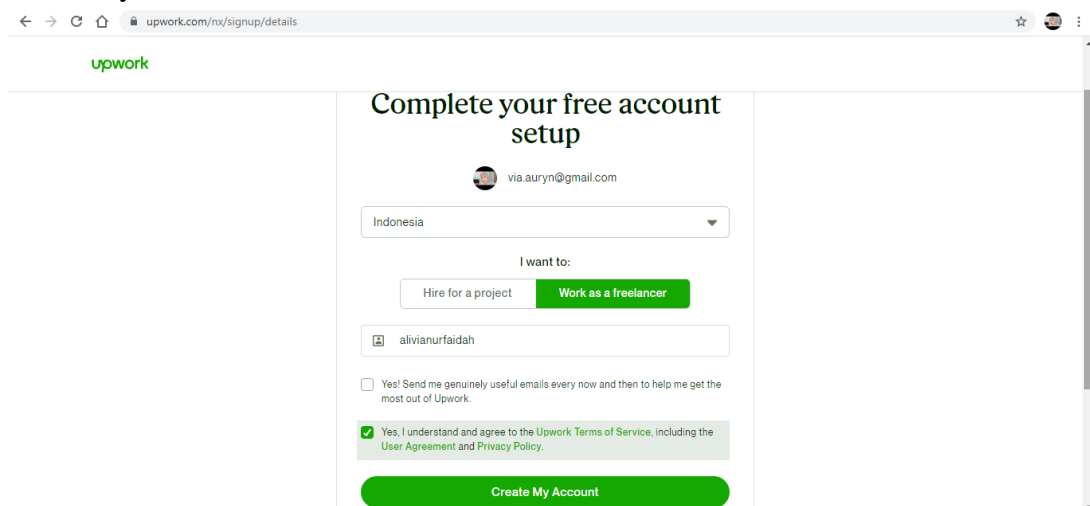 upwork.com/nx/signup/details
upwork
Complete your free account
setup
via.auryn@gmail.com
Indonesia
I want to:
Hire for a project
Work as a freelancer
alivianurfaidah
Yes! Send me genuinely useful emails every now and then to help me get the
most out of Upwork.
Yes, I understand and agree to the Upwork Terms of Service, including the
User Agreement and Privacy Policy.
Create My Account